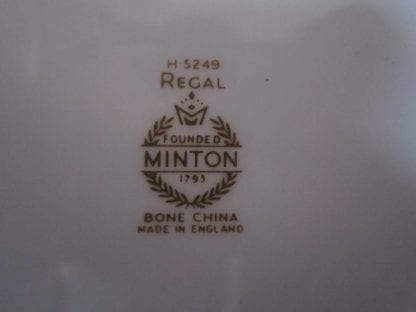 H-5249
REGAL
FOUNDED
MINTON
1793
BONE CHINA
MADE IN ENGLAND